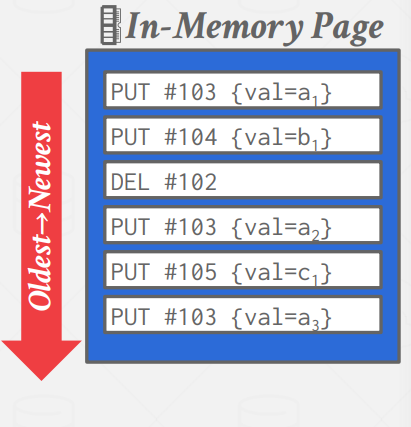 In-Memory Page
Oldest→Newest
PUT #103 {val=a₁}
PUT #104 {val=b₁}
DEL #102
PUT #103 {val=a₂}
PUT #105 {val=c₁}
PUT #103 {val=a₃}